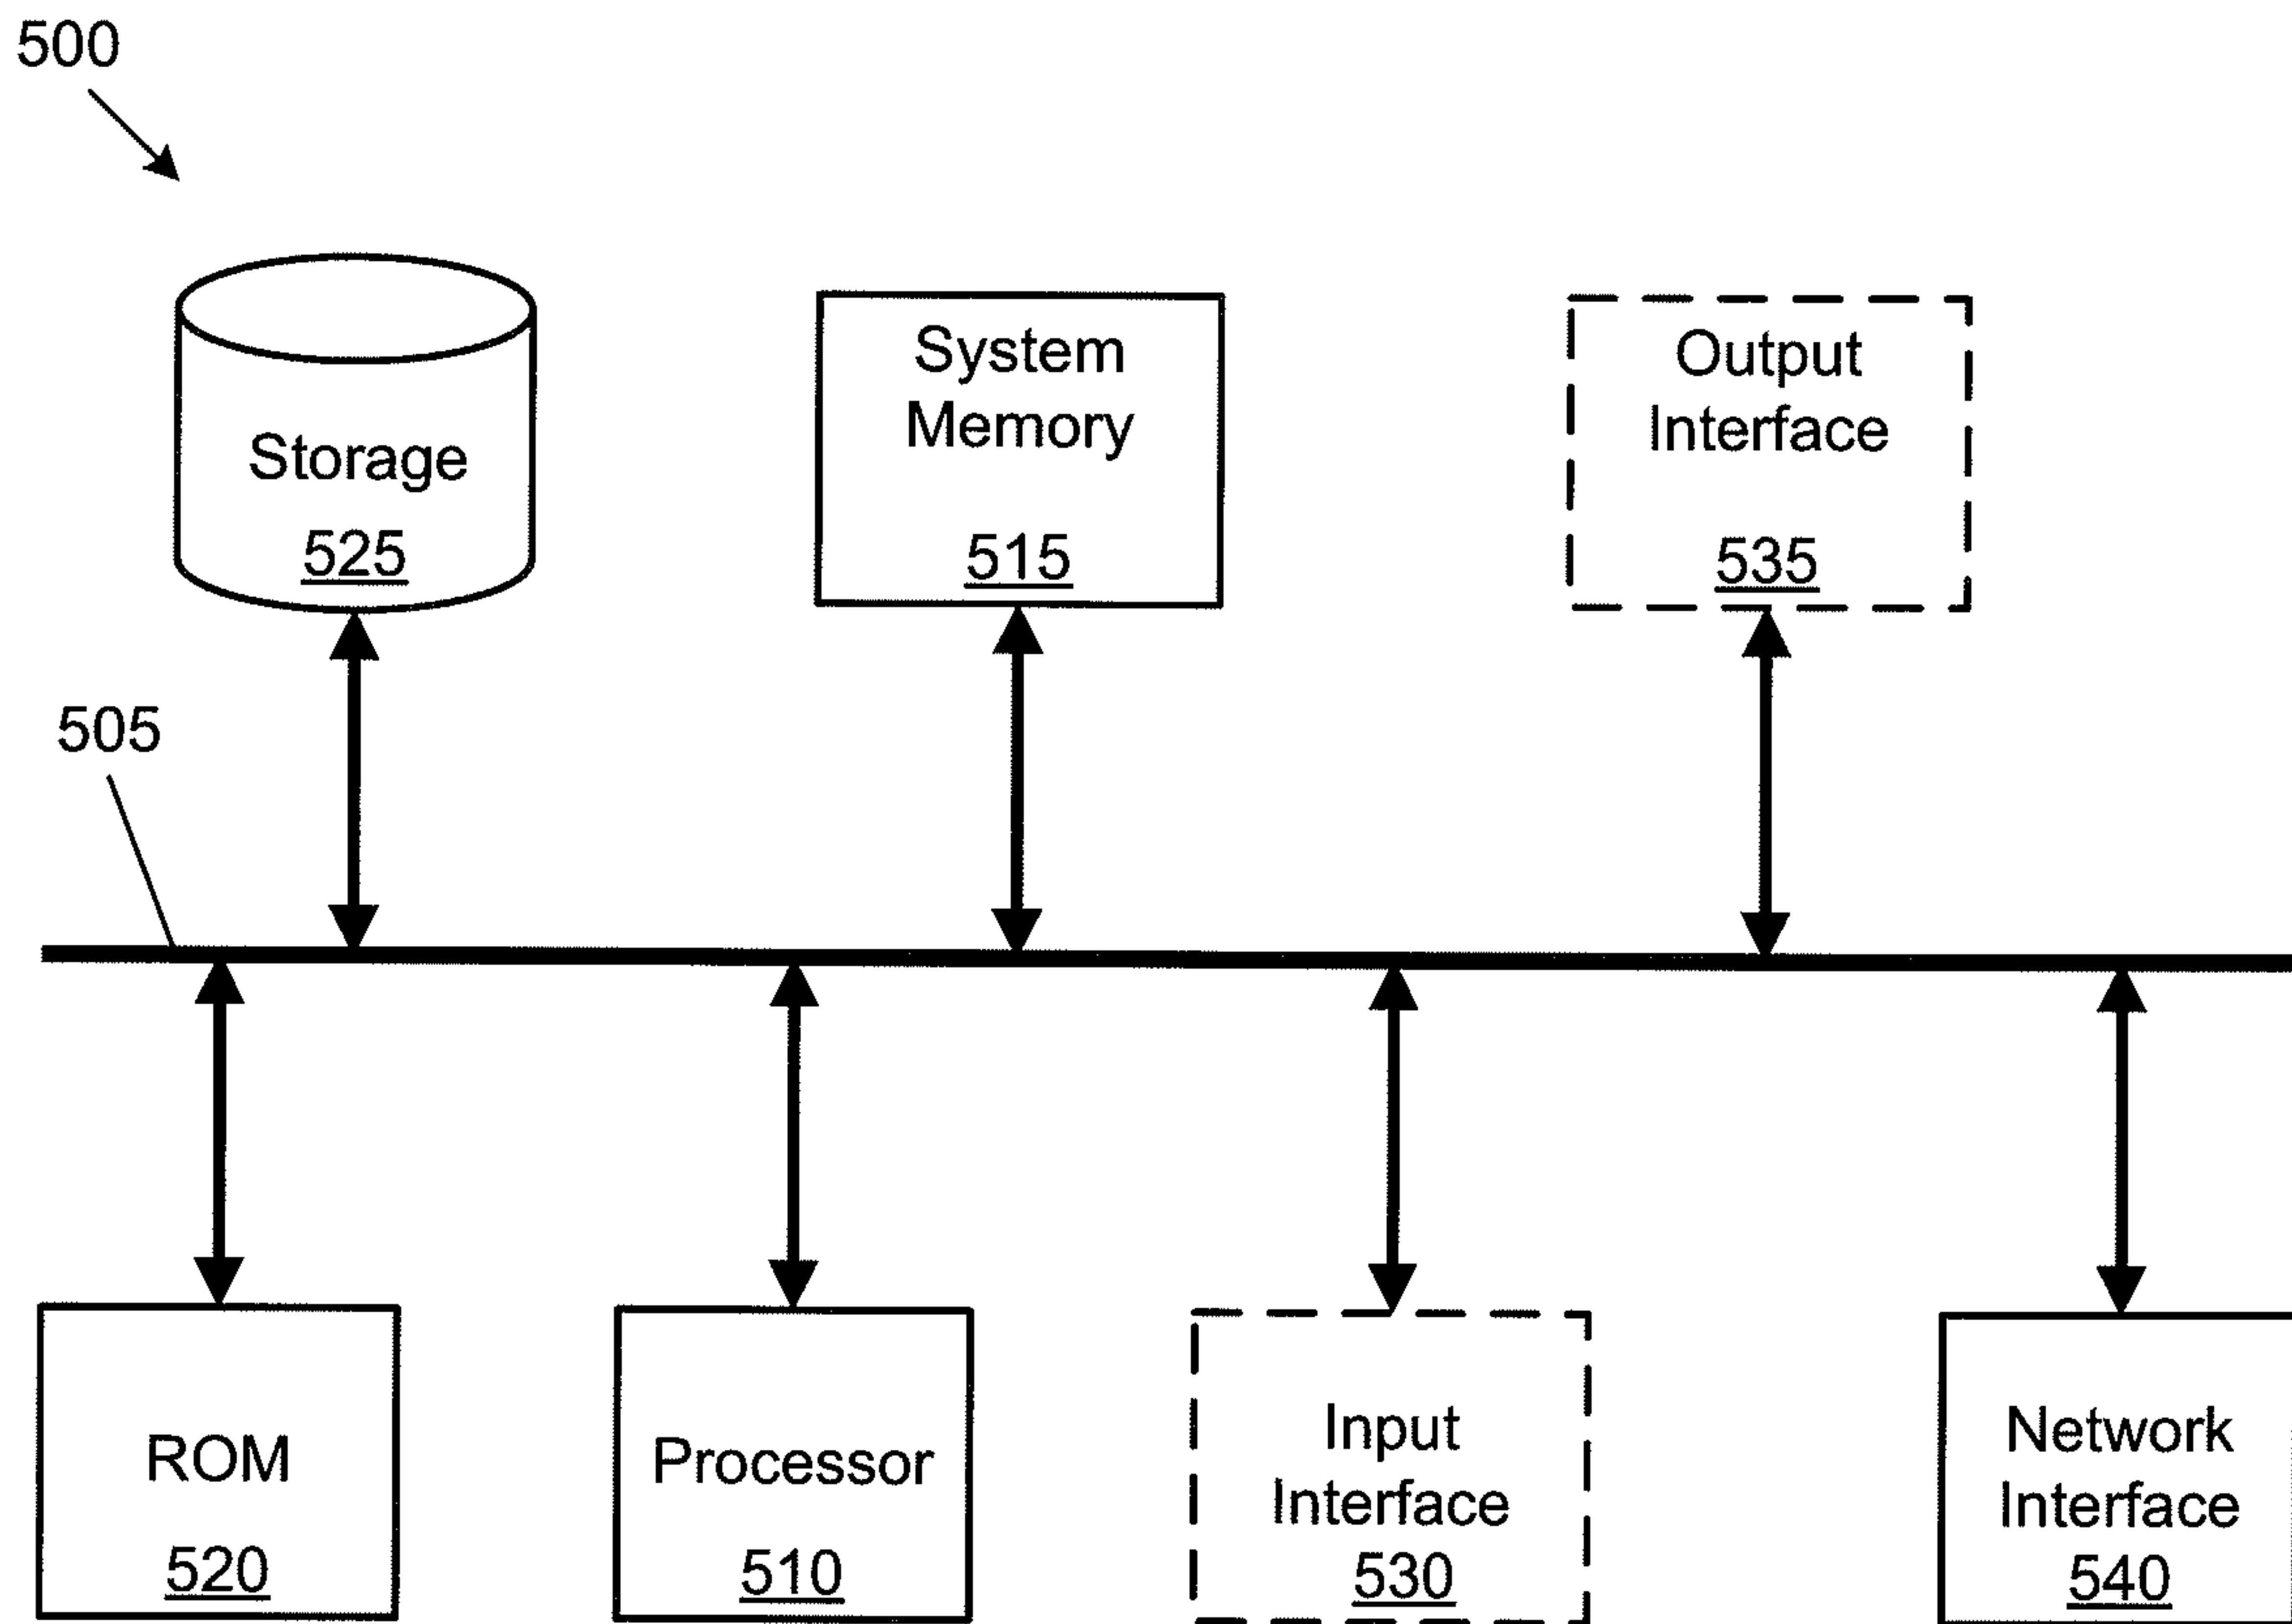 500
Storage
525
System
Memory
515
Output
Interface
535
505
ROM
520
Processor
510
Input
Interface
530
Network
Interface
540